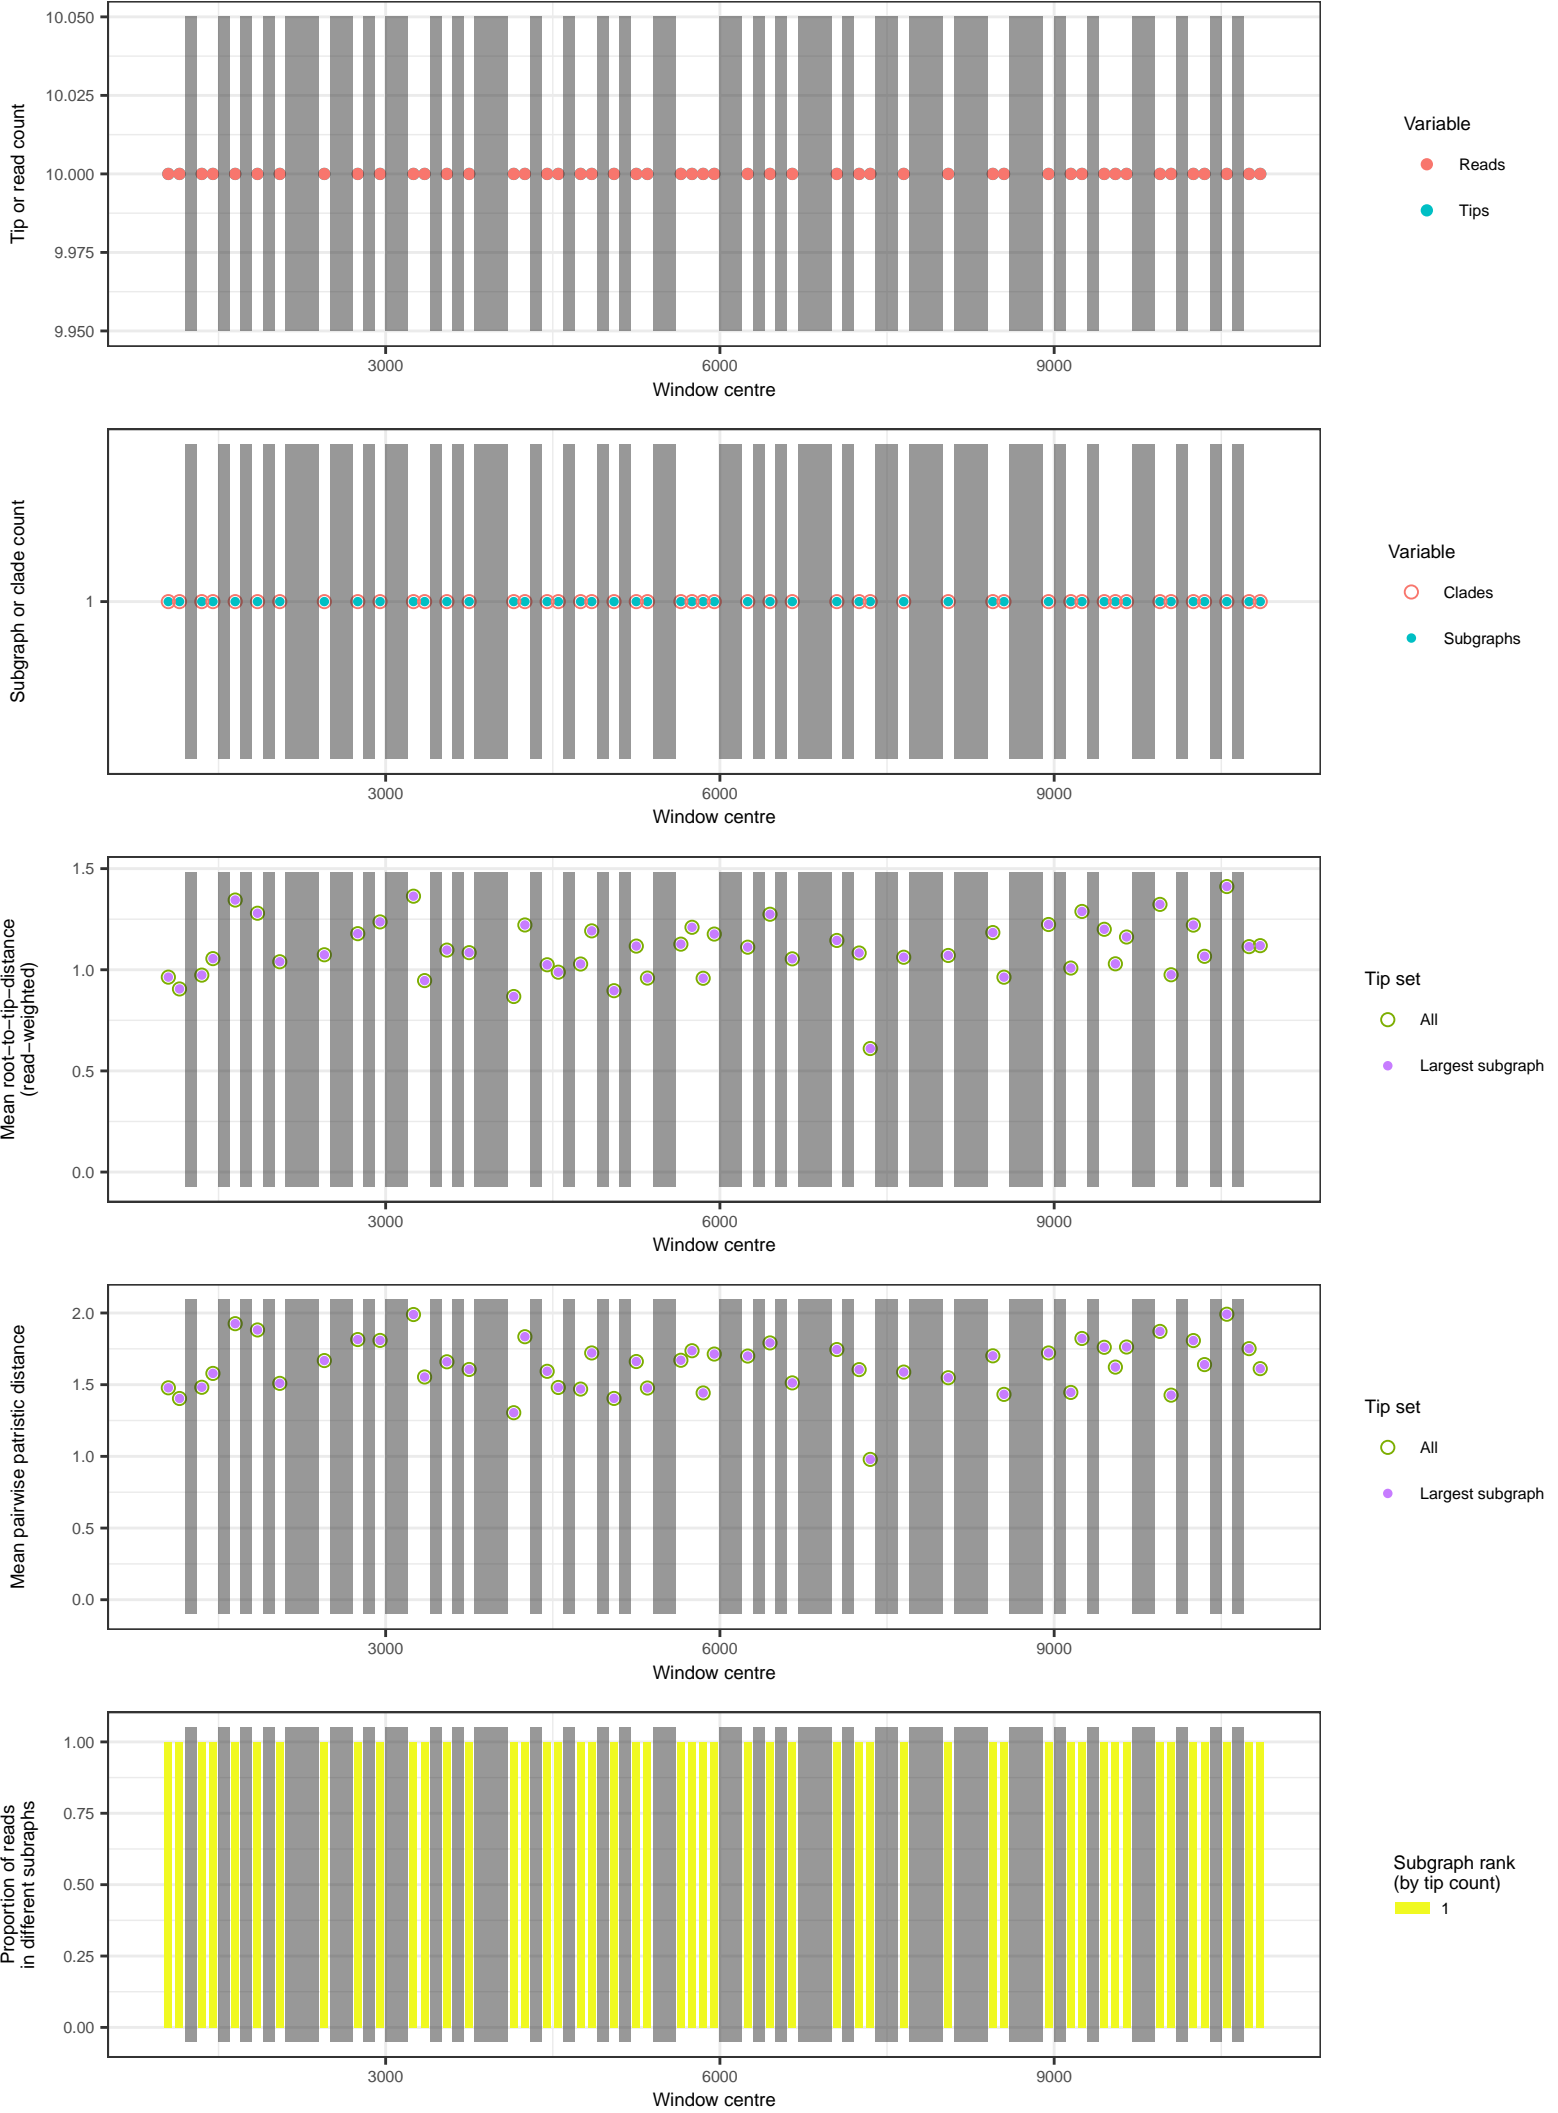 10.050
10.025
10.000
9.975
9.950
Tip or read count
3000
6000
9000
Window centre
Variable
Reads
Tips
1
Subgraph or clade count
3000
6000
9000
Window centre
Variable
Clades
Subgraphs
1.5
1.0
0.5
0.0
Mean root−to−tip−distance
(read−weighted)
3000
6000
9000
Window centre
Tip set
All
Largest subgraph
2.0
1.5
1.0
0.5
0.0
Mean pairwise patristic distance
3000
6000
9000
Window centre
Tip set
All
Largest subgraph
1.00
0.75
0.50
0.25
0.00
Proportion of reads
in different subraphs
3000
6000
9000
Window centre
Subgraph rank
(by tip count)
1